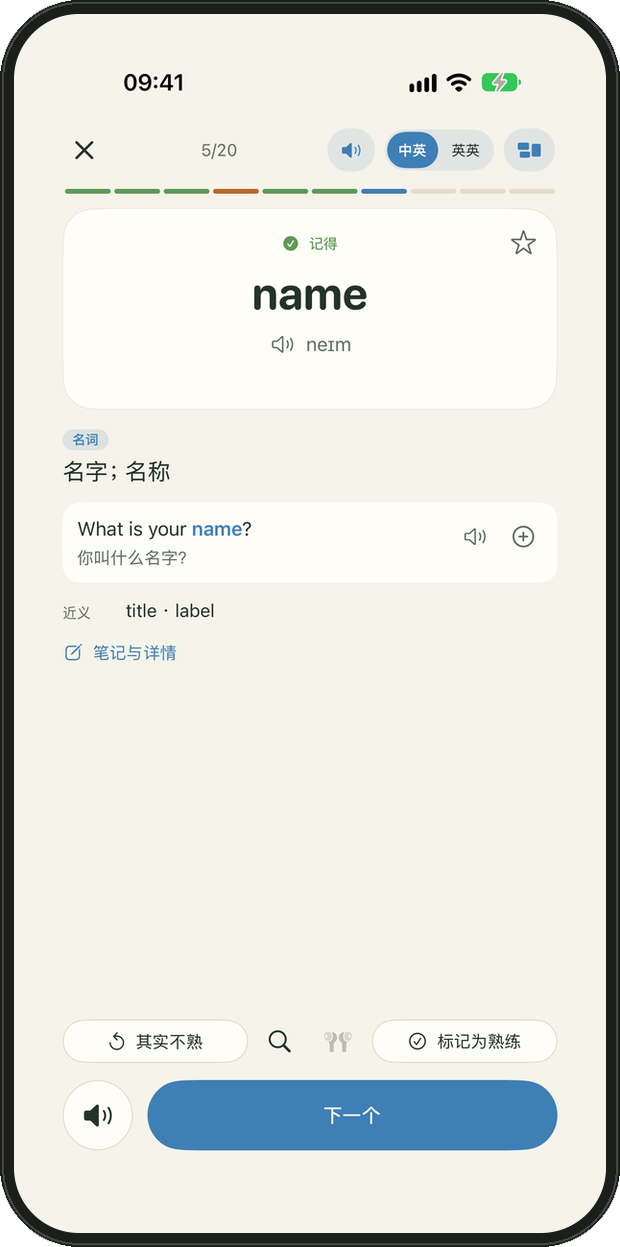 09:41
5/20
中英
英英
记得
name
neɪm
名词
名字；名称
What is your name?
你叫什么名字?
近义 title · label
笔记与详情
其实不熟
标记为熟练
下一个